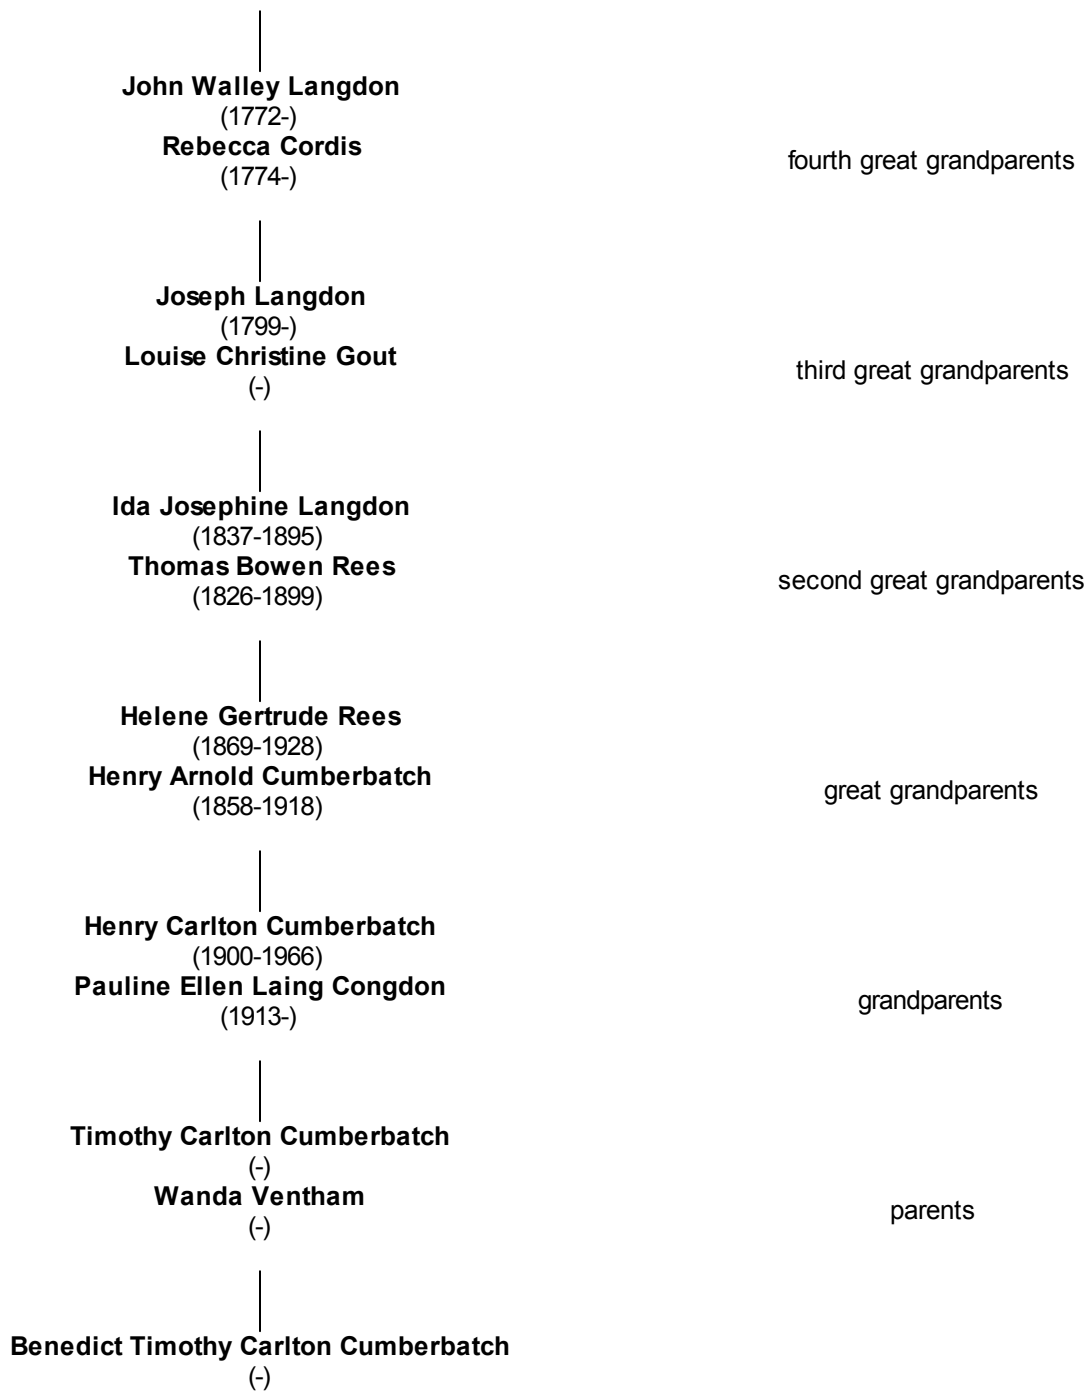 John Walley Langdon
(1772-)
Rebecca Cordis
(1774-)
fourth great grandparents
Joseph Langdon
(1799-)
Louise Christine Gout
(-)
third great grandparents
Ida Josephine Langdon
(1837-1895)
Thomas Bowen Rees
(1826-1899)
second great grandparents
Helene Gertrude Rees
(1869-1928)
Henry Arnold Cumberbatch
(1858-1918)
great grandparents
Henry Carlton Cumberbatch
(1900-1966)
Pauline Ellen Laing Congdon
(1913-)
grandparents
Timothy Carlton Cumberbatch
(-)
Wanda Ventham
(-)
parents
Benedict Timothy Carlton Cumberbatch
(-)